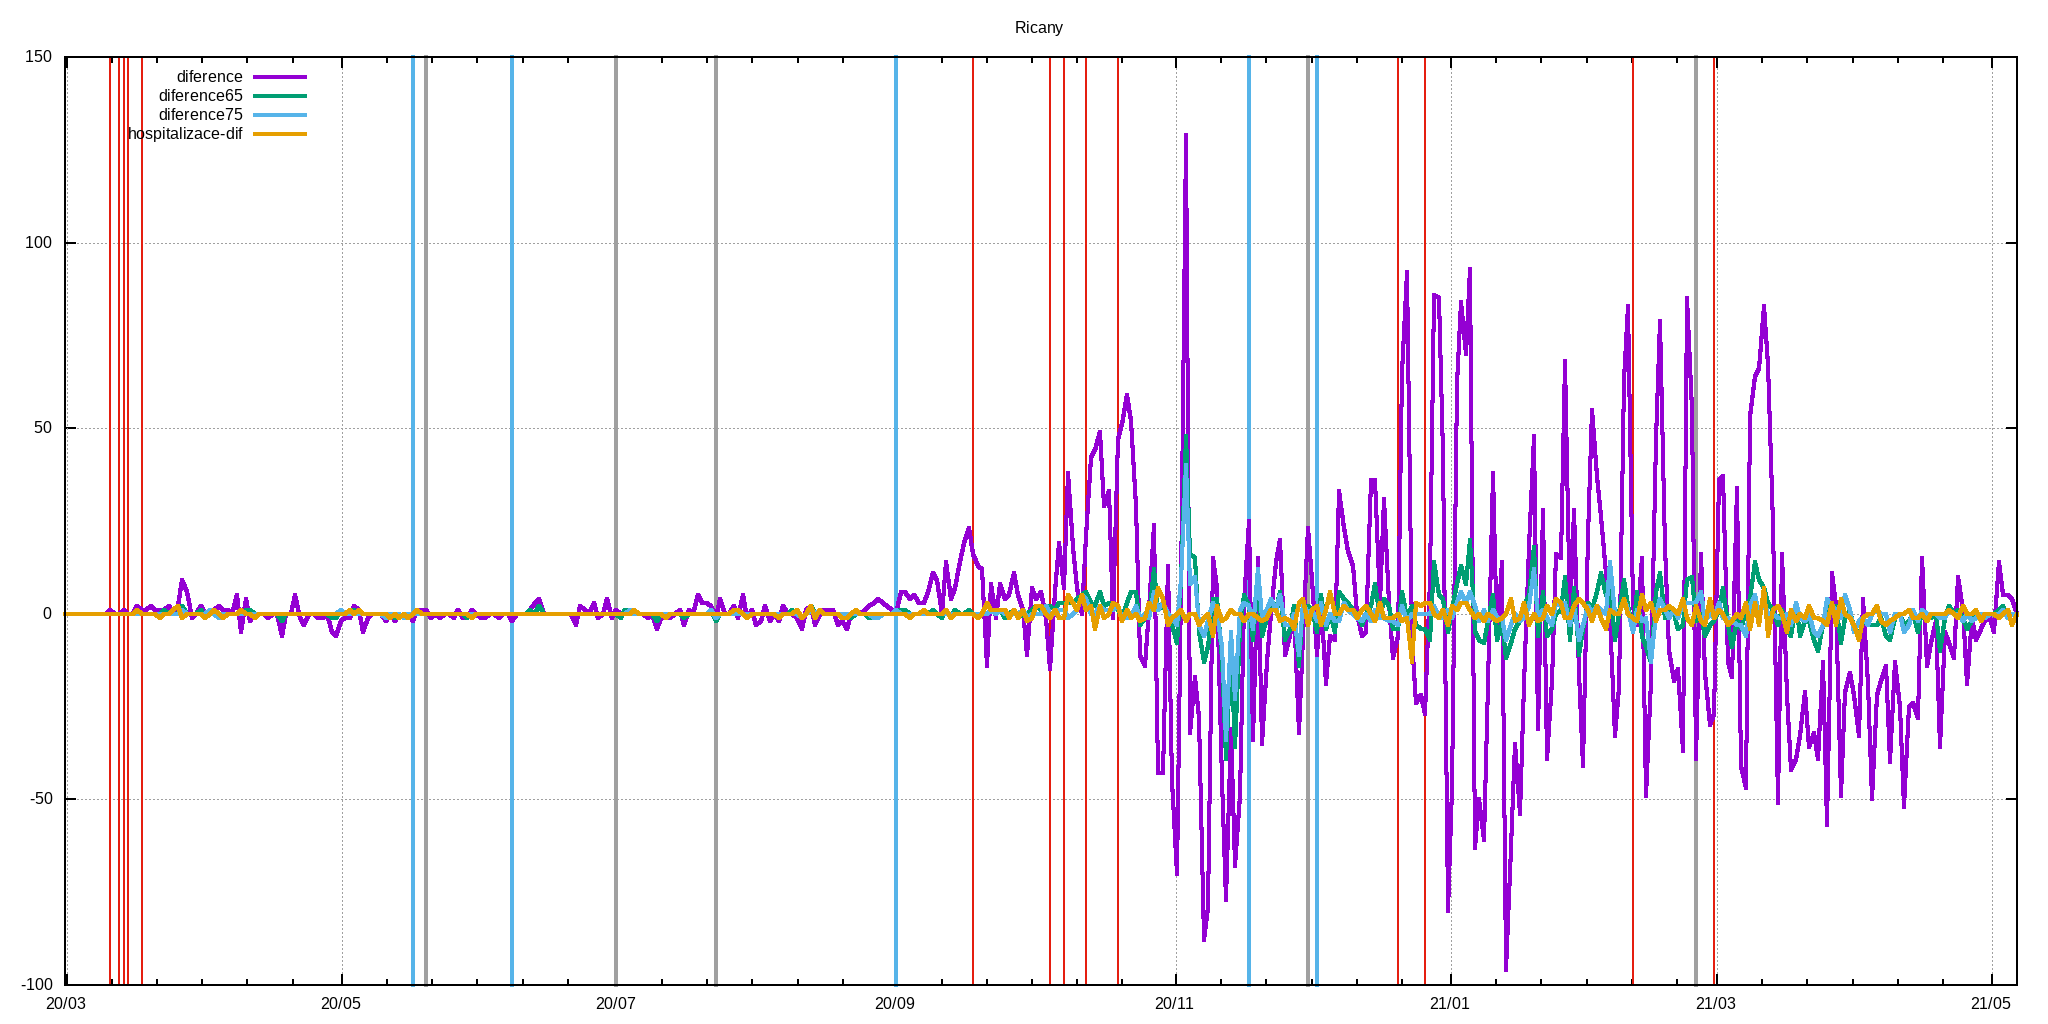 Ricany
150
diference
diference65
diference75
hospitalizace-dif
100
50
0
-50
-100
20/03 20/05 20/07 20/09 20/11 21/01 21/03 21/05